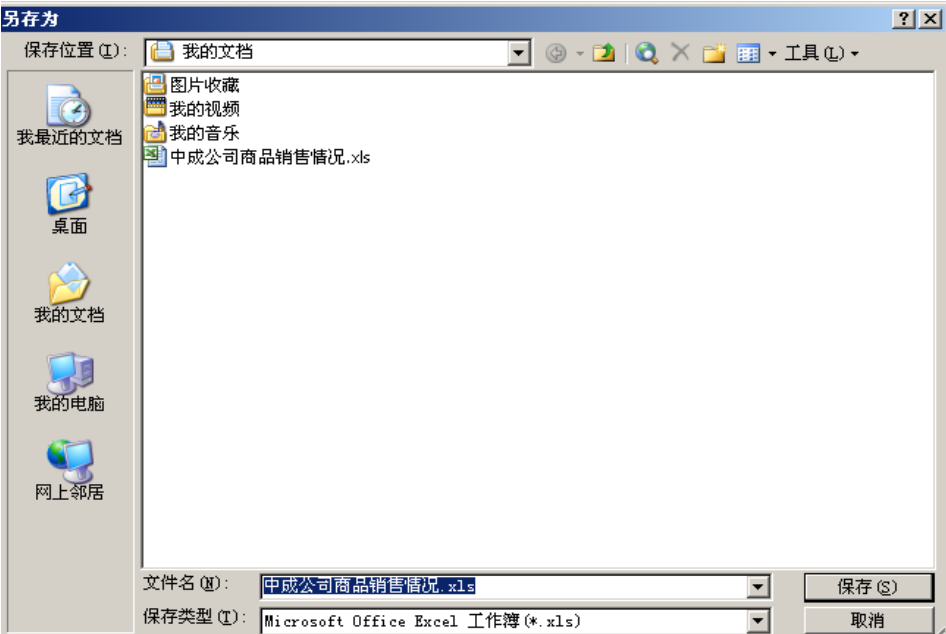 另存为
保存位置(I): 我的文档 工具(L)
我最近的文档
桌面
我的文档
我的电脑
网上邻居
图片收藏
我的视频
我的音乐
中成公司商品销售情况.xls
文件名(N): 中成公司商品销售情况.xls 保存(S)
保存类型(T): Microsoft Office Excel 工作簿(*.xls) 取消